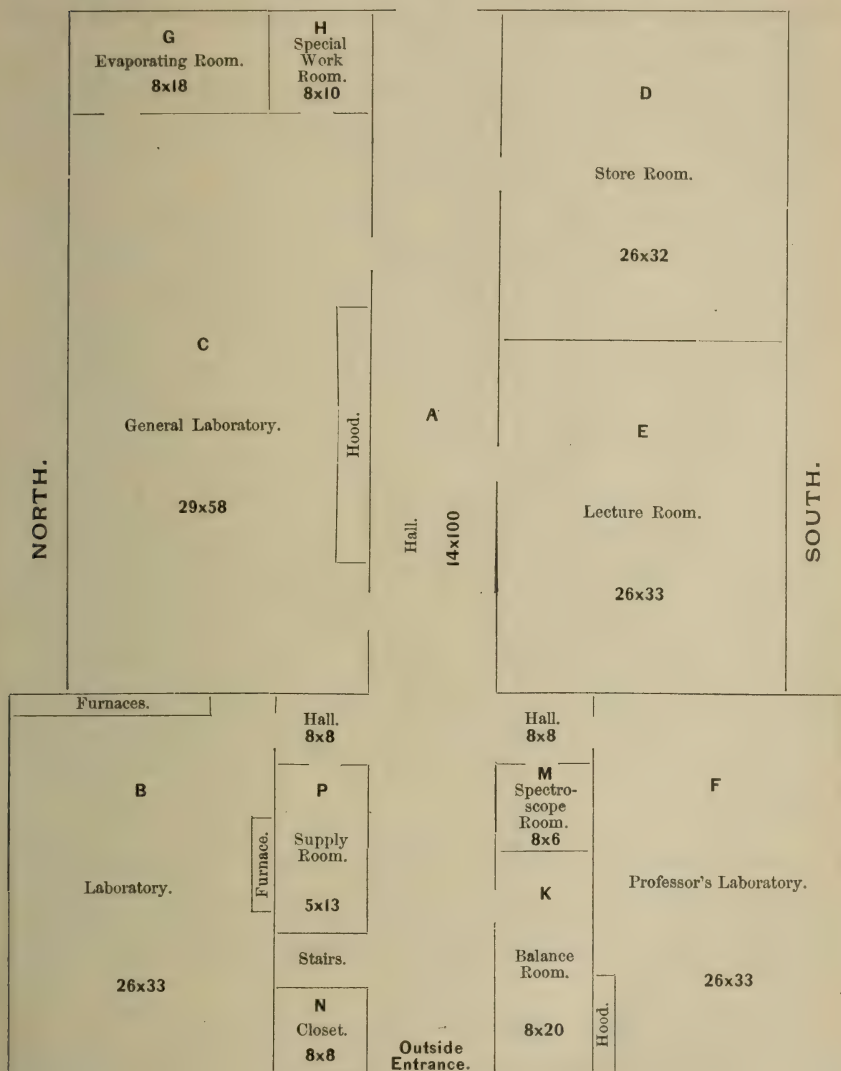 G
Evaporating Room.
8x18
H
Special
Work
Room.
8x10
D
Store Room.
26x32
C
General Laboratory.
29x58
Hood.
A
Hall.
14x100
E
Lecture Room.
26x33
NORTH.
SOUTH.
Furnaces.
Hall.
8x8
Hall.
8x8
B
Laboratory.
26x33
Furnace.
P
Supply
Room.
5x13
Stairs.
N
Closet.
8x8
Outside
Entrance.
M
Spectro-
scope
Room.
8x6
K
Balance
Room.
8x20
Hood.
F
Professor's Laboratory.
26x33